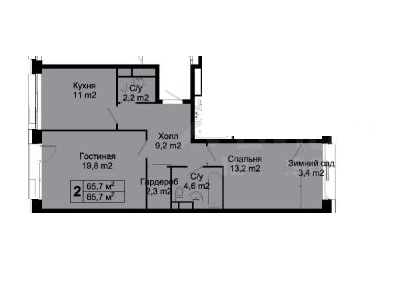 Кухня
11 m2
С/у
2,2 m2
Холл
9,2 m2
Гостиная
19,8 m2
Спальня
13,2 m2
Зимний сад
3,4 m2
Гардероб
2,3 m2
С/у
4,6 m2
2
65,7 м²
65,7 м²